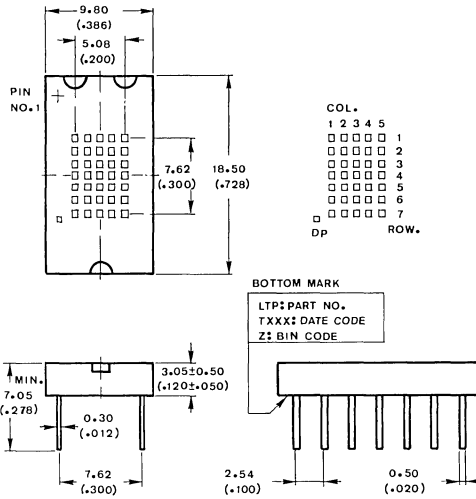 9.80
(.386)
5.08
(.200)
PIN
NO.1
+
7.62
(.300)
18.50
(.728)
COL.
1 2 3 4 5
1
2
3
4
5
6
7
DP
ROW.
BOTTOM MARK
LTP: PART NO.
TXXX: DATE CODE
Z: BIN CODE
MIN.
7.05
(.278)
3.05±0.50
(.120±.050)
0.30
(.012)
7.62
(.300)
2.54
(.100)
0.50
(.020)